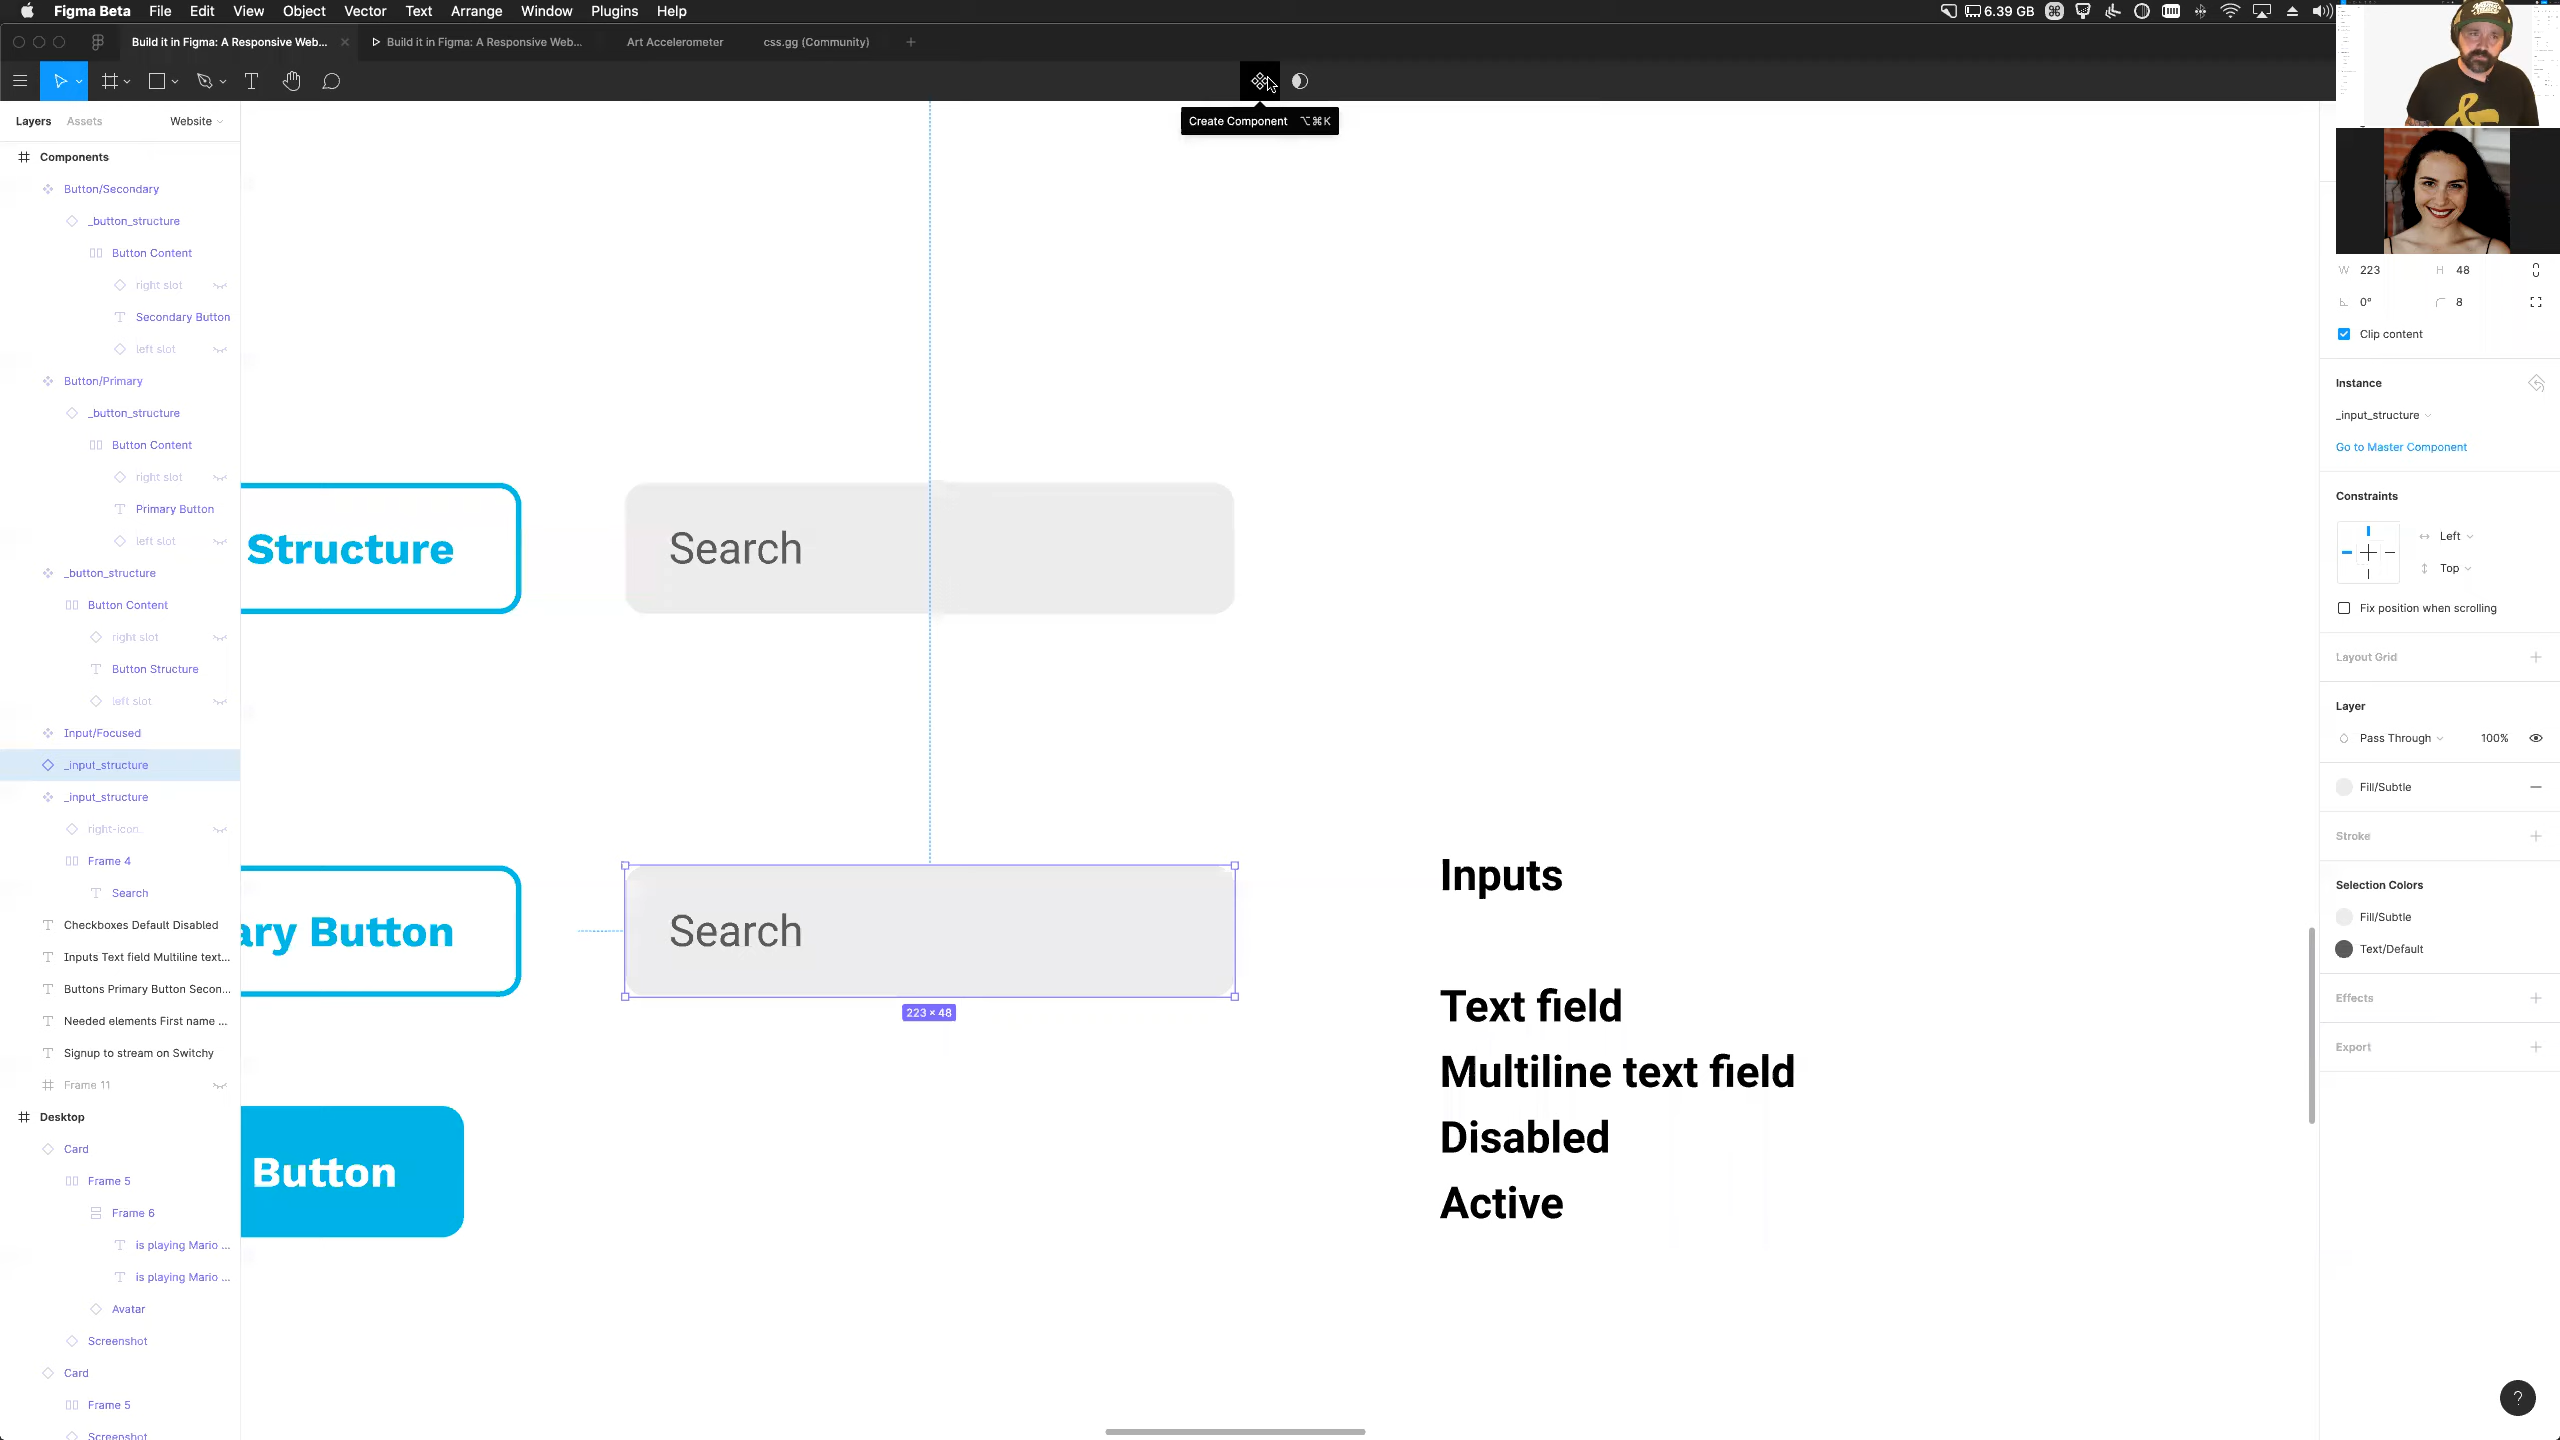 Figma Beta File Edit View Object Vector Text Arrange Window Plugins Help 6.39 GB
Build it in Figma: A Responsive Web... Build it in Figma: A Responsive Web... Art Accelerometer css.gg (Community)
Create Component ⌥⌘K
Layers Assets Website
Components
Button/Secondary
_button_structure
Button Content
right slot
Secondary Button
left slot
Button/Primary
_button_structure
Button Content
right slot
Primary Button
left slot
_button_structure
Button Content
right slot
Button Structure
left slot
Input/Focused
_input_structure
_input_structure
right-icon.
Frame 4
Search
Checkboxes Default Disabled
Inputs Text field Multiline text...
Buttons Primary Button Secon...
Needed elements First name ...
Signup to stream on Switchy
Frame 11
Desktop
Card
Frame 5
Frame 6
is playing Mario ...
is playing Mario ...
Avatar
Screenshot
Card
Frame 5
Screenshot
Structure
Search
ary Button
Search
223 × 48
Button
Inputs
Text field
Multiline text field
Disabled
Active
W 223 H 48
0° 8
Clip content
Instance
_input_structure
Go to Master Component
Constraints
Left
Top
Fix position when scrolling
Layout Grid
Layer
Pass Through 100%
Fill/Subtle
Stroke
Selection Colors
Fill/Subtle
Text/Default
Effects
Export
?